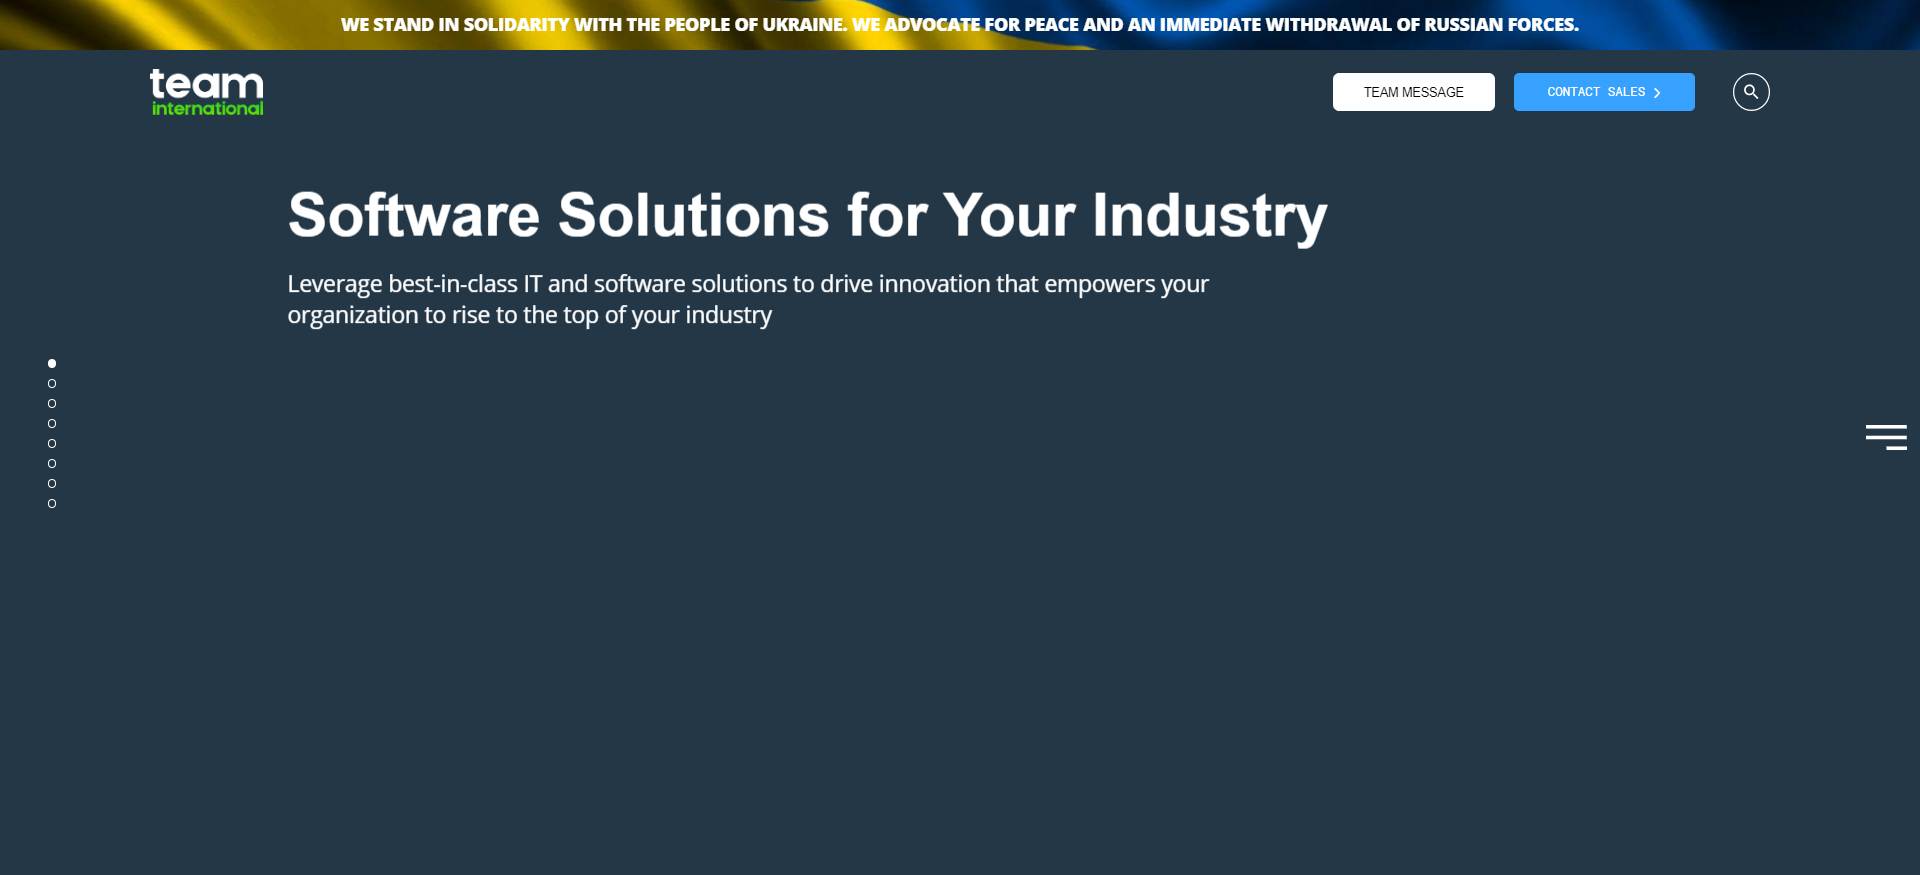 WE STAND IN SOLIDARITY WITH THE PEOPLE OF UKRAINE. WE ADVOCATE FOR PEACE AND AN IMMEDIATE WITHDRAWAL OF RUSSIAN FORCES.
team
international
TEAM MESSAGE
CONTACT SALES
Software Solutions for Your Industry
Leverage best-in-class IT and software solutions to drive innovation that empowers your
organization to rise to the top of your industry